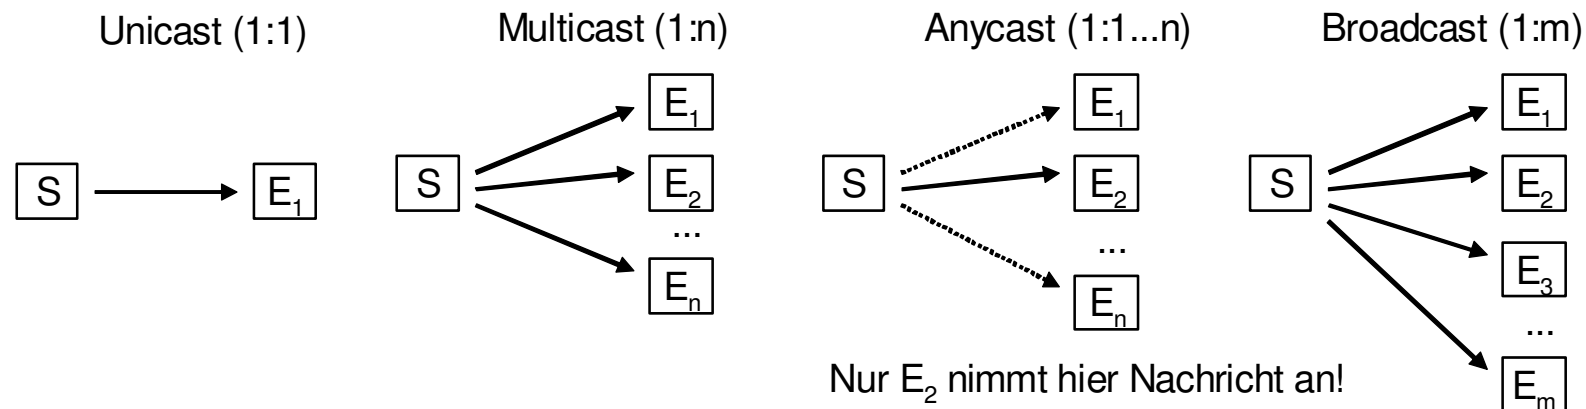 Unicast (1:1)
S
E1
Multicast (1:n)
S
E1
E2
...
En
Anycast (1:1...n)
S
E1
E2
...
En
Nur E2 nimmt hier Nachricht an!
Broadcast (1:m)
S
E1
E2
E3
...
Em